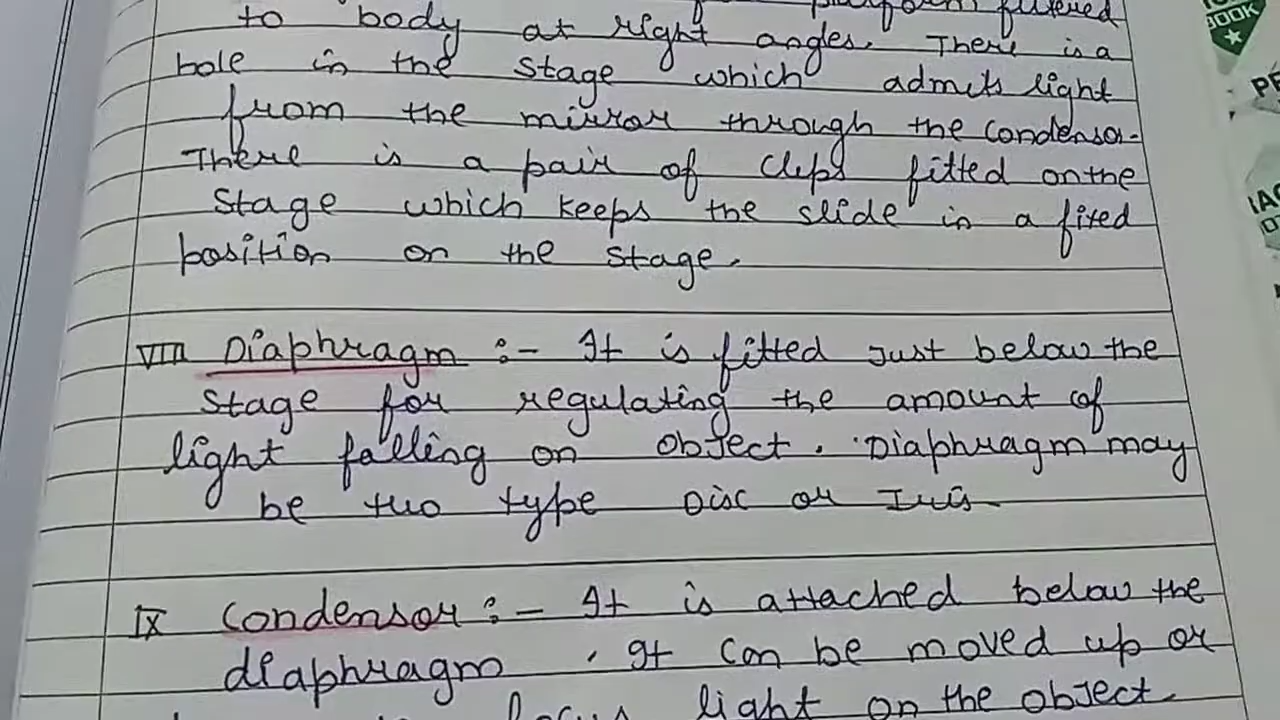 fittered
to body at right angles. There is a
hole in the stage which admits light
from the mirror through the condensor.
There is a pair of clips fitted on the
stage which keeps the slide in a fixed
position on the stage.
VIII Diaphragm :- It is fitted Just below the
stage for regulating the amount of
light falling on object. Diaphragm may
be two type Disc or Iris
IX Condensor :- It is attached below the
diaphragm. It can be moved up or
focus light on the object.
BOOK